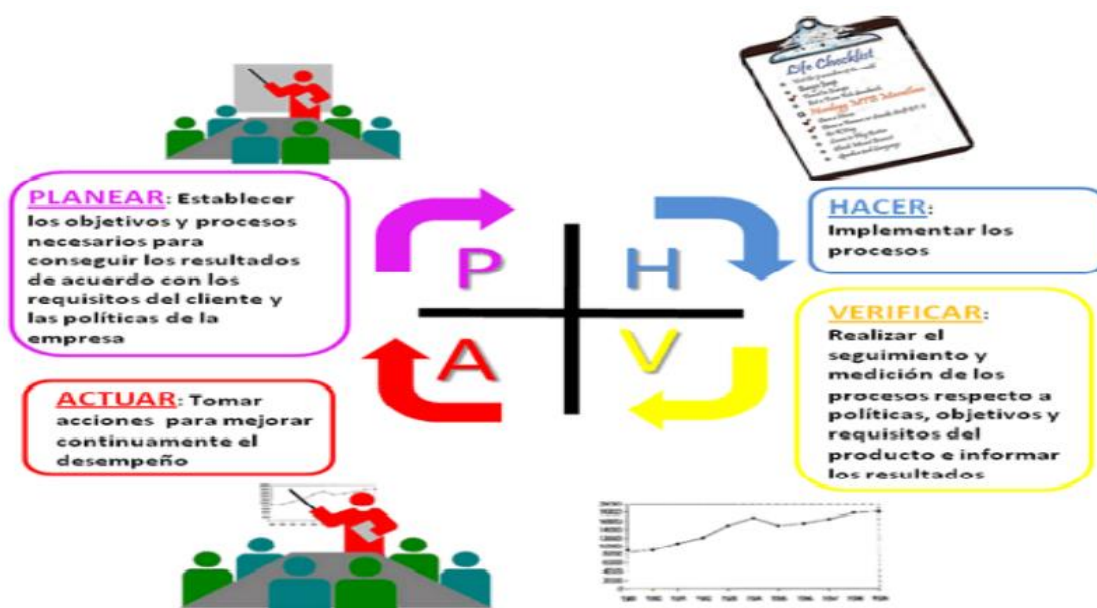 Life Checklist
PLANEAR: Establecer
los objetivos y procesos
necesarios para
conseguir los resultados
de acuerdo con los
requisitos del cliente y
las políticas de la
empresa
P
H
HACER:
Implementar los
procesos
A
V
VERIFICAR:
Realizar el
seguimiento y
medición de los
procesos respecto a
políticas, objetivos y
requisitos del
producto e informar
los resultados
ACTUAR: Tomar
acciones para mejorar
continuamente el
desempeño